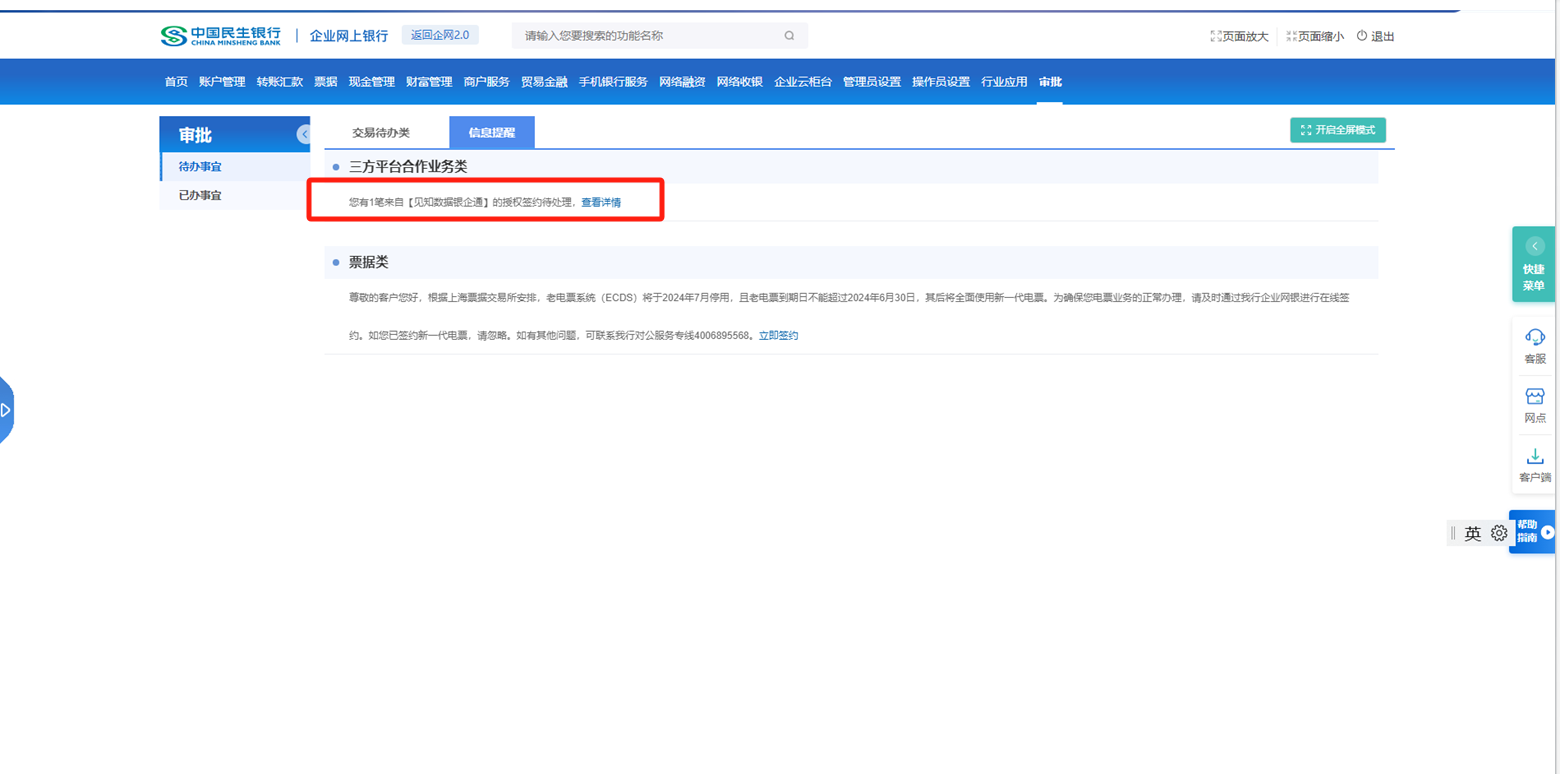 中国民生银行
CHINA MINSHENG BANK
企业网上银行
返回企网2.0
请输入您要搜索的功能名称
页面放大
页面缩小
退出
首页 账户管理 转账汇款 票据 现金管理 财富管理 商户服务 贸易金融 手机银行服务 网络融资 网络收银 企业云柜台 管理员设置 操作员设置 行业应用 审批
审批
待办事宜
已办事宜
交易待办类
信息提醒
开启全屏模式
三方平台合作业务类
您有1笔来自【见知数据银企通】的授权签约待处理，查看详情
票据类
尊敬的客户您好，根据上海票据交易所安排，老电票系统（ECDS）将于2024年7月停用，且老电票到期日不能超过2024年6月30日，其后将全面使用新一代电票。为确保您电票业务的正常办理，请及时通过我行企业网银进行在线签
约。如您已签约新一代电票，请忽略。如有其他问题，可联系我行对公服务专线4006895568。立即签约
快捷
菜单
客服
网点
客户端
英
帮助
指南